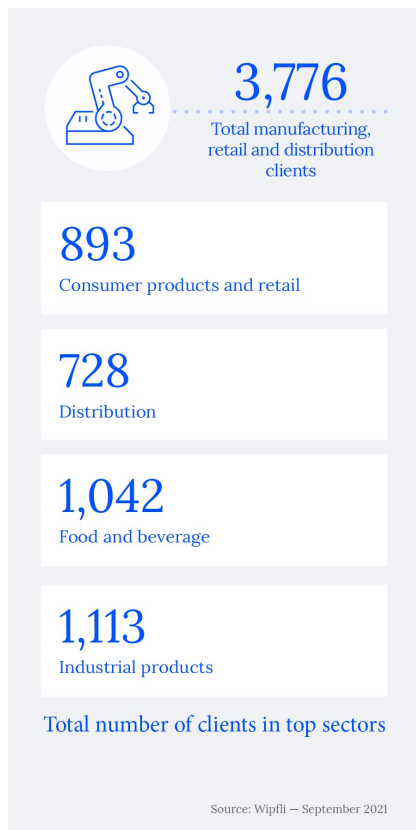 3,776
Total manufacturing,
retail and distribution
clients
893
Consumer products and retail
728
Distribution
1,042
Food and beverage
1,113
Industrial products
Total number of clients in top sectors
Source: Wipfli — September 2021